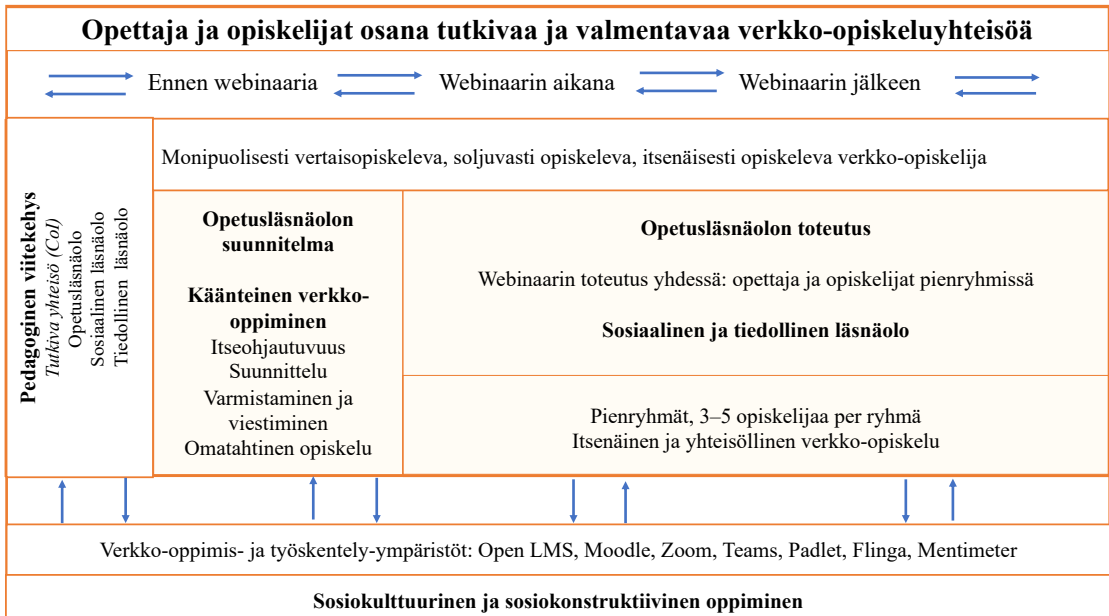 Opettaja ja opiskelijat osana tutkivaa ja valmentavaa verkko-opiskeluyhteisöä
Ennen webinaaria
Webinaarin aikana
Webinaarin jälkeen
Pedagoginen viitekehys
Tutkiva yhteisö (CoI)
Opetusläsnäolo
Sosiaalinen läsnäolo
Tiedollinen läsnäolo
Monipuolisesti vertaisopiskeleva, soljuvasti opiskeleva, itsenäisesti opiskeleva verkko-opiskelija
Opetusläsnäolon
suunnitelma
Käänteinen verkko-
oppiminen
Itseohjautuvuus
Suunnittelu
Varmistaminen ja
viestiminen
Omatahtinen opiskelu
Opetusläsnäolon toteutus
Webinaarin toteutus yhdessä: opettaja ja opiskelijat pienryhmissä
Sosiaalinen ja tiedollinen läsnäolo
Pienryhmät, 3–5 opiskelijaa per ryhmä
Itsenäinen ja yhteisöllinen verkko-opiskelu
Verkko-oppimis- ja työskentely-ympäristöt: Open LMS, Moodle, Zoom, Teams, Padlet, Flinga, Mentimeter
Sosiokulttuurinen ja sosiokonstruktiivinen oppiminen